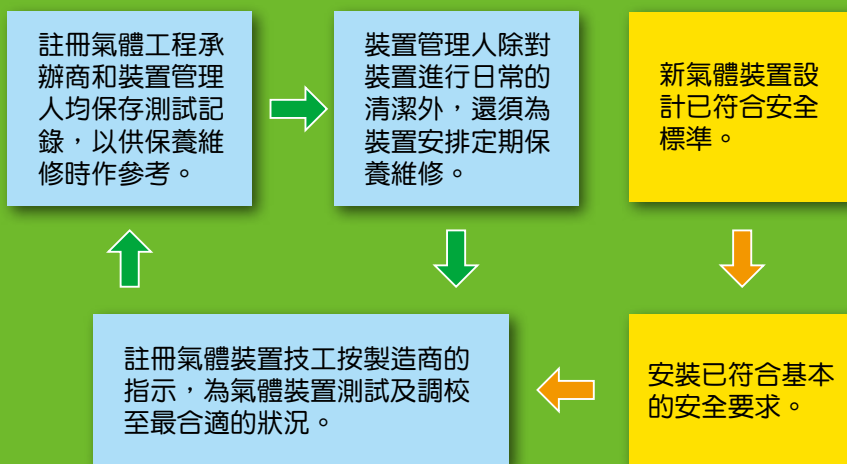 註冊氣體工程承
辦商和裝置管理
人均保存測試記
錄，以供保養維
修時作參考。
裝置管理人除對
裝置進行日常的
清潔外，還須為
裝置安排定期保
養維修。
新氣體裝置設
計已符合安全
標準。
註冊氣體裝置技工按製造商的
指示，為氣體裝置測試及調校
至最合適的狀況。
安裝已符合基本
的安全要求。